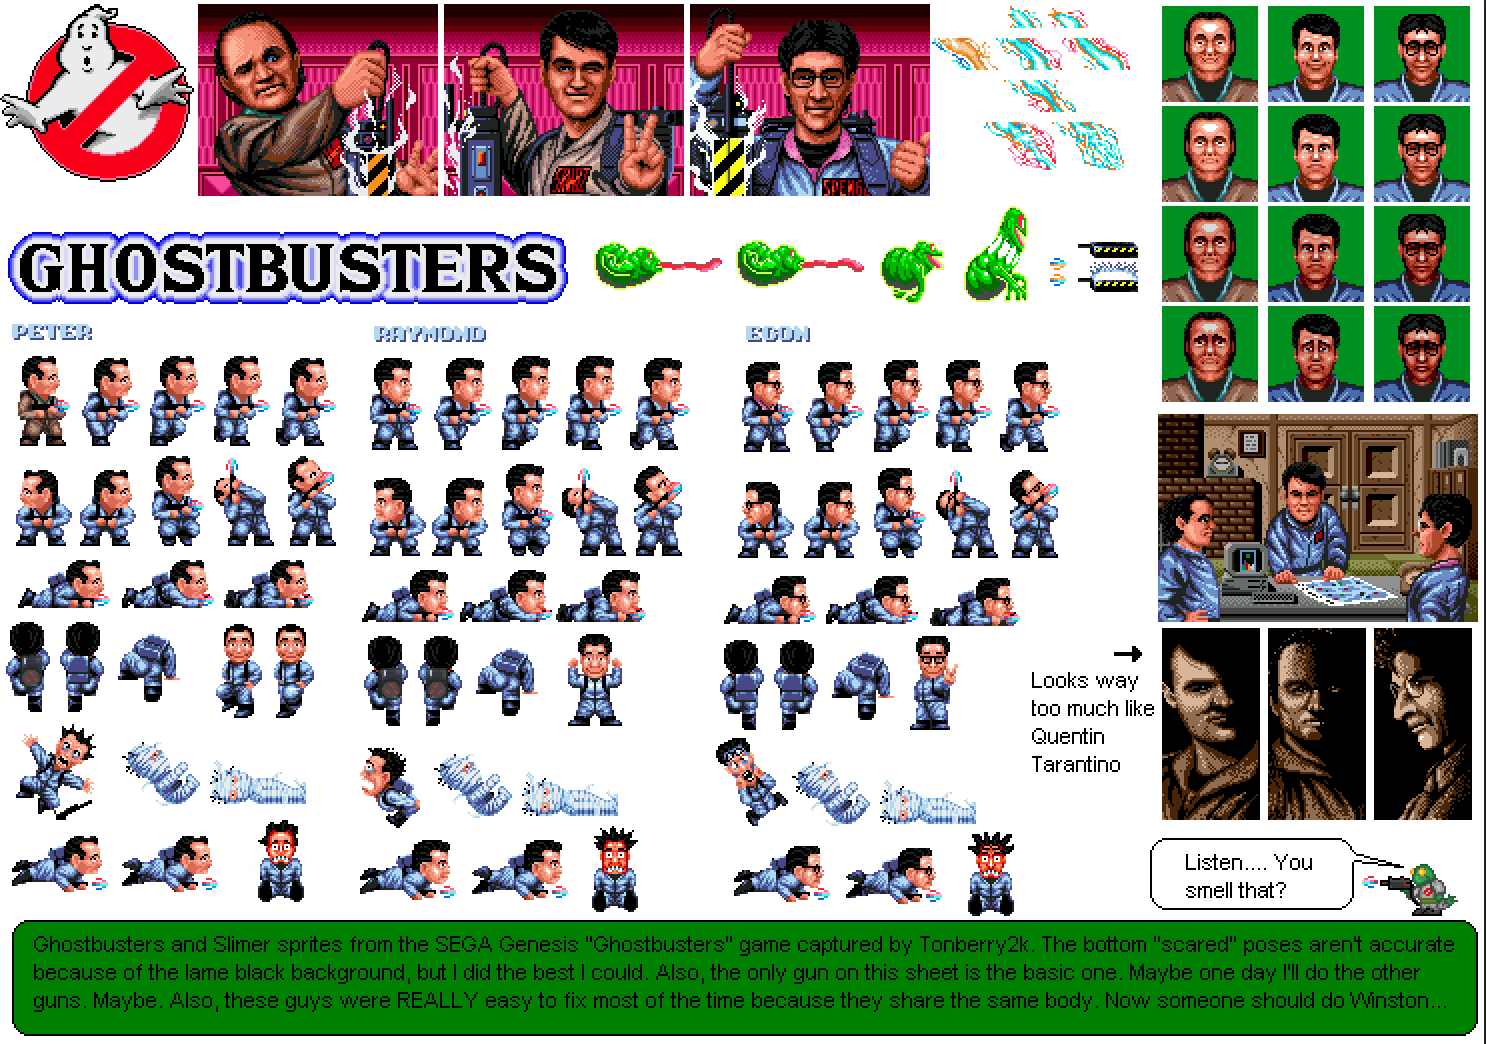 GHOSTBUSTERS
PETER
RAYMOND
EGON
Looks way
too much like
Quentin
Tarantino
Listen.... You
smell that?
Ghostbusters and Slimer sprites from the SEGA Genesis "Ghostbusters" game captured by Tonberry2k. The bottom "scared" poses aren't accurate
because of the lame black background, but I did the best I could. Also, the only gun on this sheet is the basic one. Maybe one day I'll do the other
guns. Maybe. Also, these guys were REALLY easy to fix most of the time because they share the same body. Now someone should do Winston...